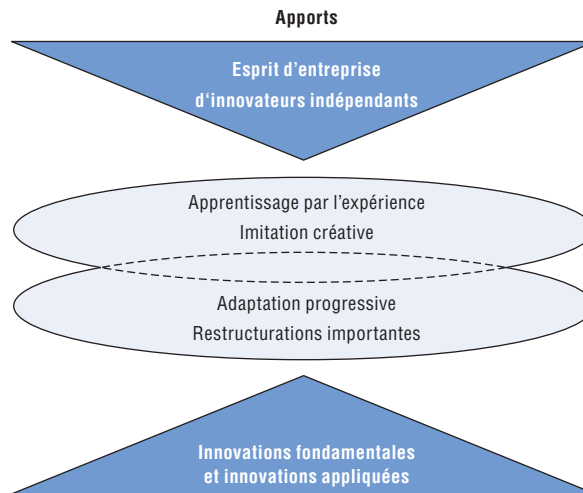 Apports
Esprit d’entreprise
d‘innovateurs indépendants
Apprentissage par l’expérience
Imitation créative
Adaptation progressive
Restructurations importantes
Innovations fondamentales
et innovations appliquées